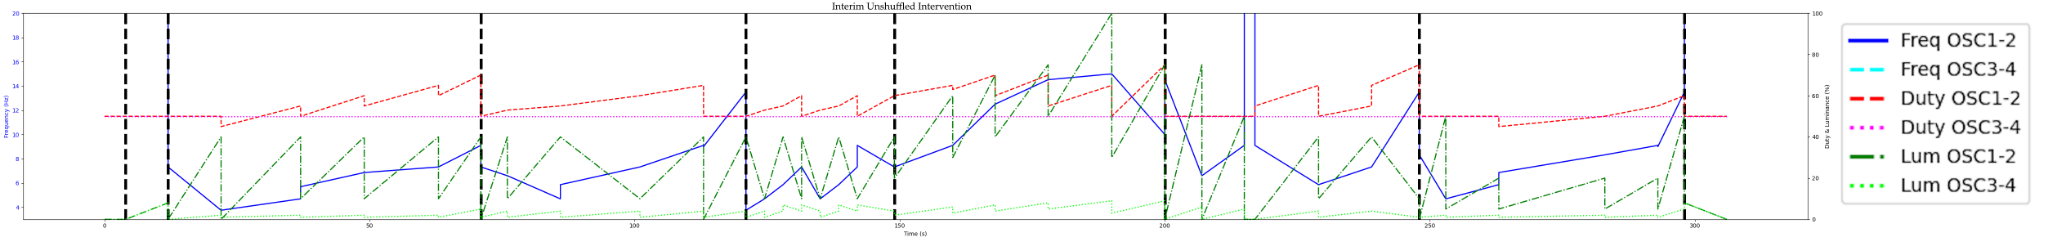 Interim Unshuffled Intervention
20
18
16
14
12
10
8
6
4
Frequency (Hz)
0
50
100
150
200
250
300
Time (s)
100
80
60
40
20
0
Duty & Luminance (%)
Freq OSC1-2
Freq OSC3-4
Duty OSC1-2
Duty OSC3-4
Lum OSC1-2
Lum OSC3-4